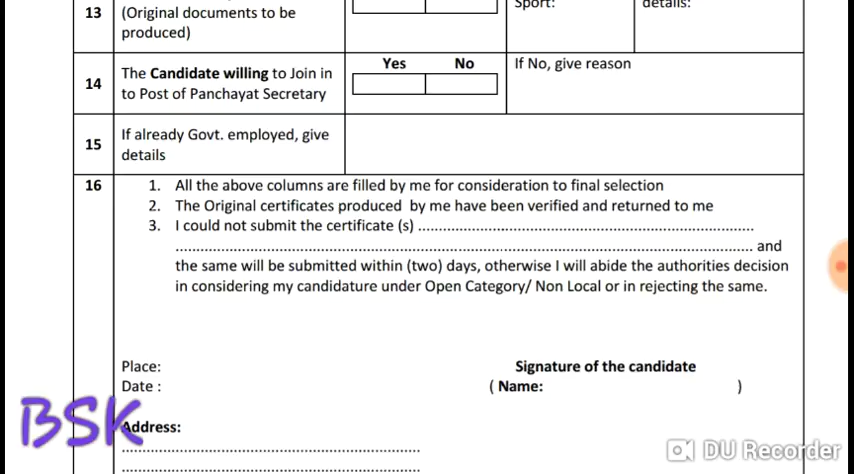 Sport:
details:
13
(Original documents to be
produced)
14
The Candidate willing to Join in
to Post of Panchayat Secretary
Yes No
If No, give reason
15
If already Govt. employed, give
details
16
1. All the above columns are filled by me for consideration to final selection
2. The Original certificates produced by me have been verified and returned to me
3. I could not submit the certificate (s) ................................................................................
.................................................................................................................................... and
the same will be submitted within (two) days, otherwise I will abide the authorities decision
in considering my candidature under Open Category/ Non Local or in rejecting the same.
Place:
Date :
Signature of the candidate
( Name: )
Address:
....................................................................
....................................................................
BSK
DU Recorder